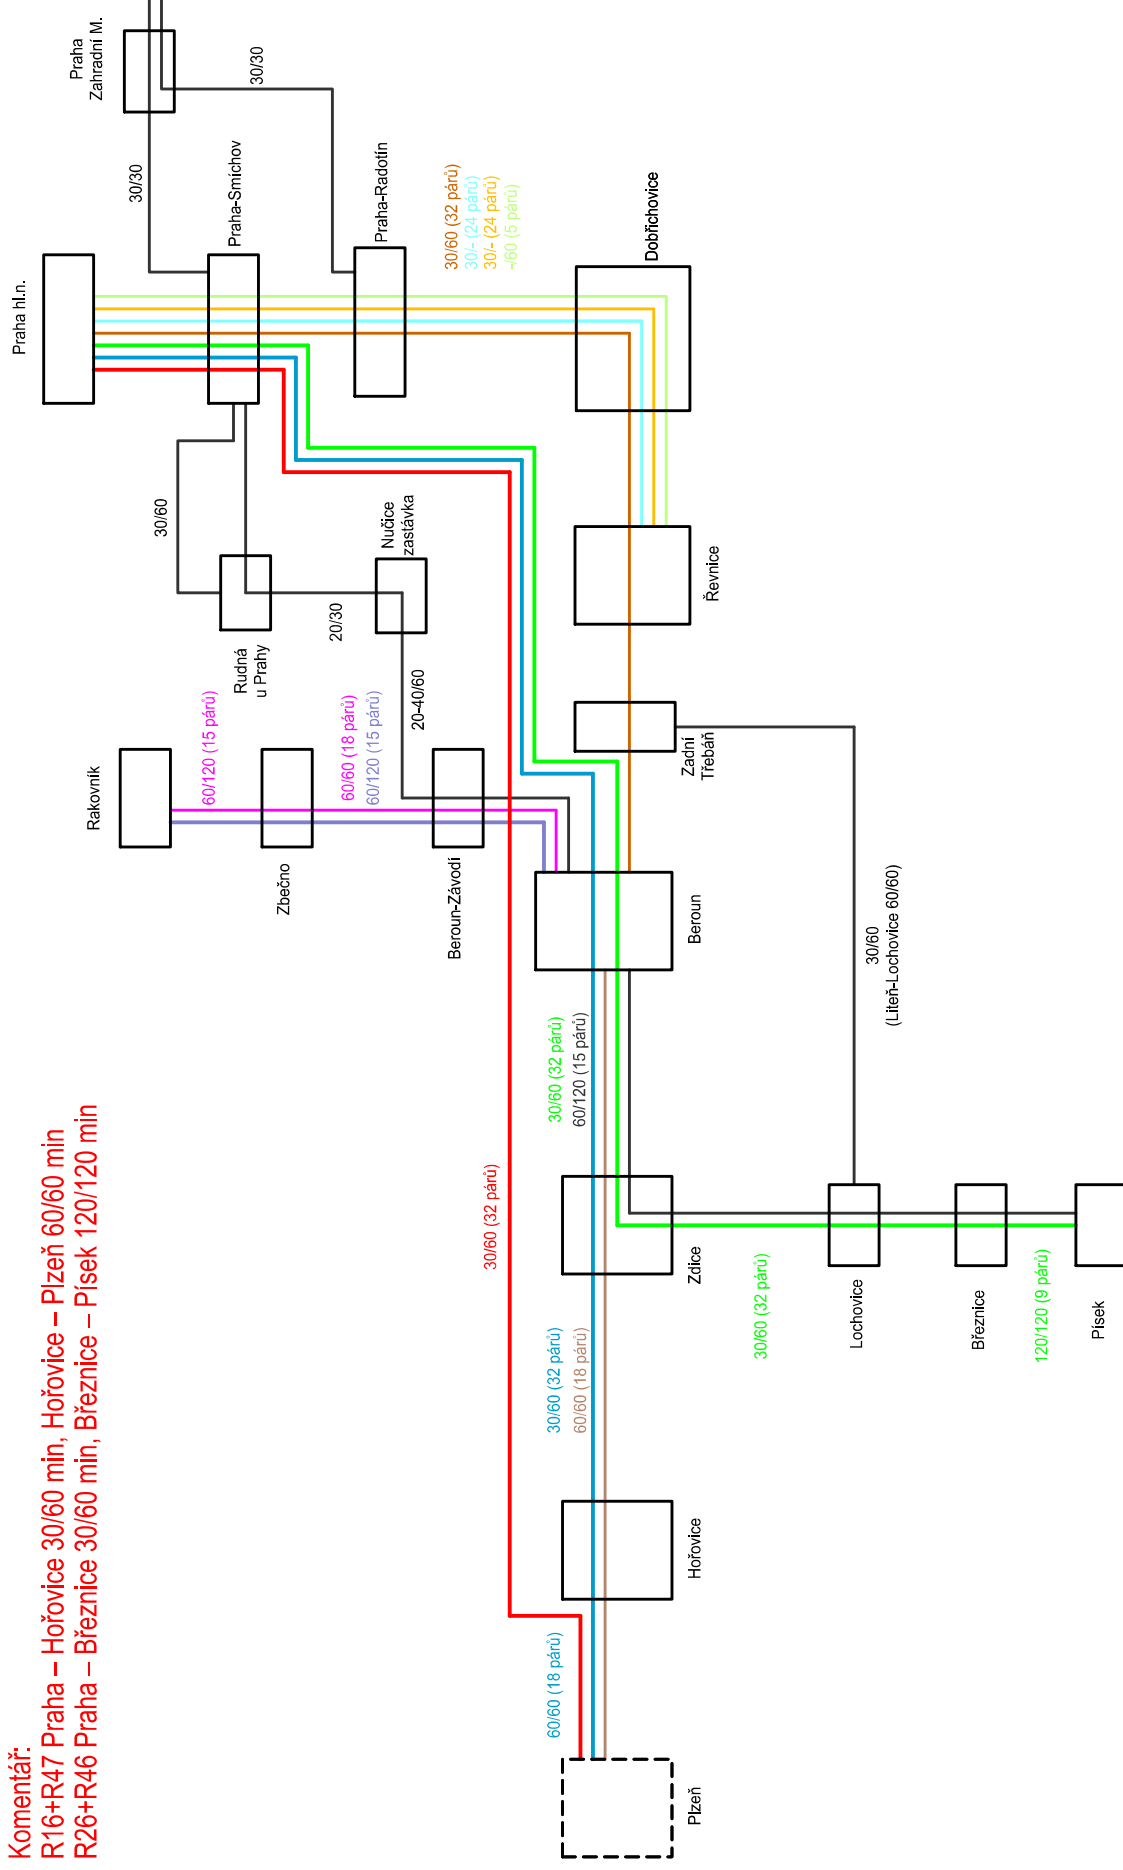 Komentář:
R16+R47 Praha – Hořovice 30/60 min, Hořovice – Plzeň 60/60 min
R26+R46 Praha – Březnice 30/60 min, Březnice – Písek 120/120 min
Rakovník
60/120 (15 párů)
Zbečno
60/60 (18 párů)
60/120 (15 párů)
Beroun-Závodí
20-40/60
Rudná
u Prahy
30/60
20/30
Nučice
zastávka
Praha hl.n.
Praha
Zahradní M.
30/30
30/30
Praha-Smíchov
Praha-Radotín
30/60 (32 párů)
30/- (24 párů)
30/- (24 párů)
-/60 (5 párů)
Dobřichovice
Řevnice
Zadní
Třebáň
Beroun
30/60
(Liteň-Lochovice 60/60)
30/60 (32 párů)
60/120 (15 párů)
30/60 (32 párů)
Zdice
30/60 (32 párů)
60/60 (18 párů)
Hořovice
60/60 (18 párů)
Plzeň
30/60 (32 párů)
Lochovice
Březnice
120/120 (9 párů)
Písek